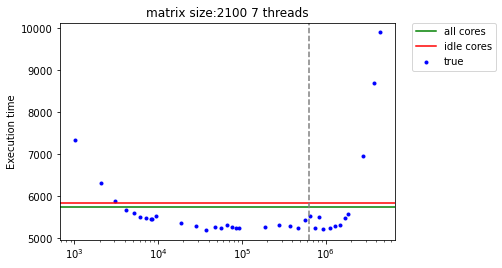 matrix size:2100 7 threads
all cores
idle cores
true
Execution time
10000
9000
8000
7000
6000
5000
10³
10⁴
10⁵
10⁶